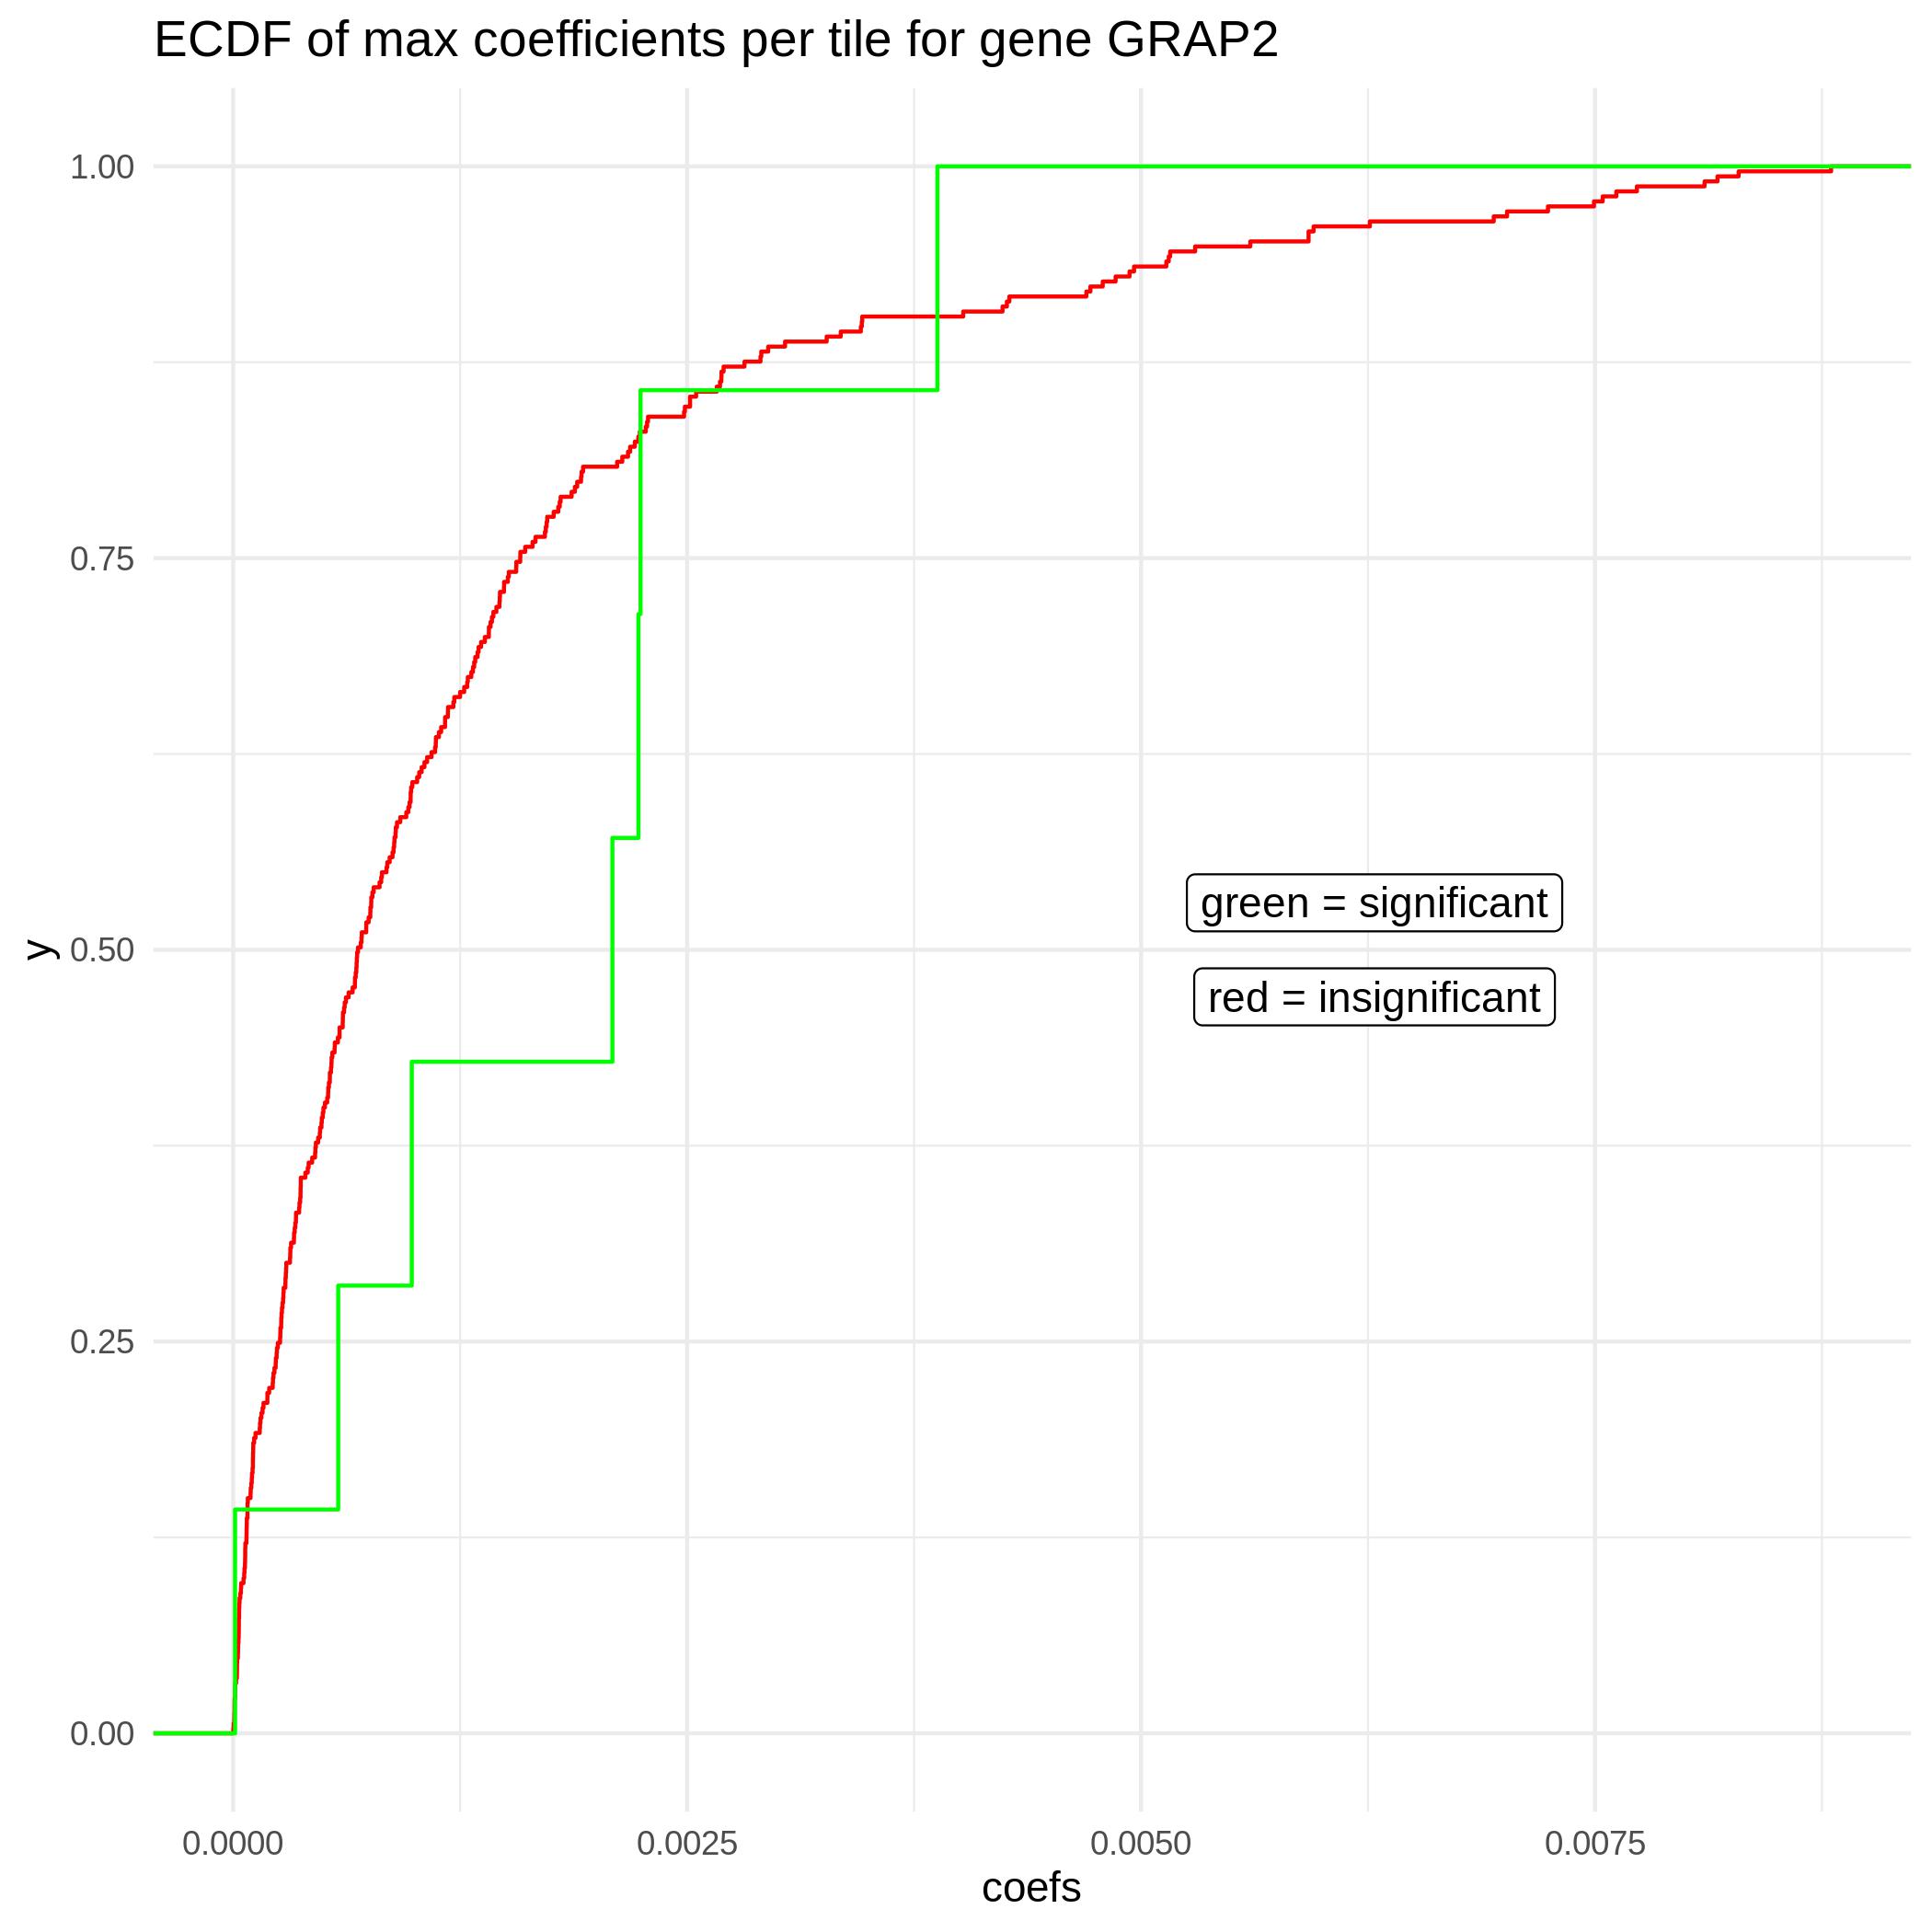 ECDF of max coefficients per tile for gene GRAP2
1.00
0.75
0.50
0.25
0.00
y
green = significant
red = insignificant
0.0000 0.0025 0.0050 0.0075
coefs